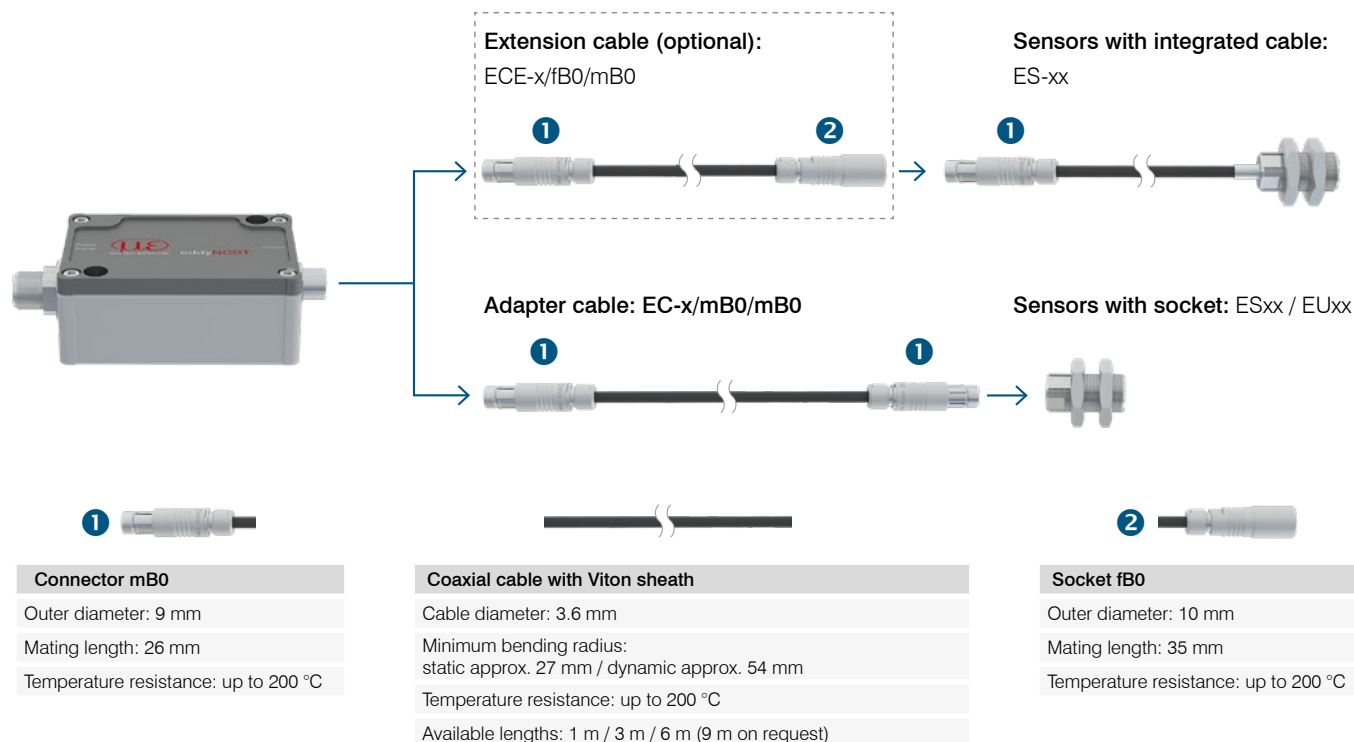 Extension cable (optional):
ECE-x/fB0/mB0
Sensors with integrated cable:
ES-xx
1
2
1
eddyNCDT
Adapter cable: EC-x/mB0/mB0
Sensors with socket: ESxx / EUxx
1
1
1
Connector mB0
Outer diameter: 9 mm
Mating length: 26 mm
Temperature resistance: up to 200 °C
Coaxial cable with Viton sheath
Cable diameter: 3.6 mm
Minimum bending radius:
static approx. 27 mm / dynamic approx. 54 mm
Temperature resistance: up to 200 °C
Available lengths: 1 m / 3 m / 6 m (9 m on request)
2
Socket fB0
Outer diameter: 10 mm
Mating length: 35 mm
Temperature resistance: up to 200 °C